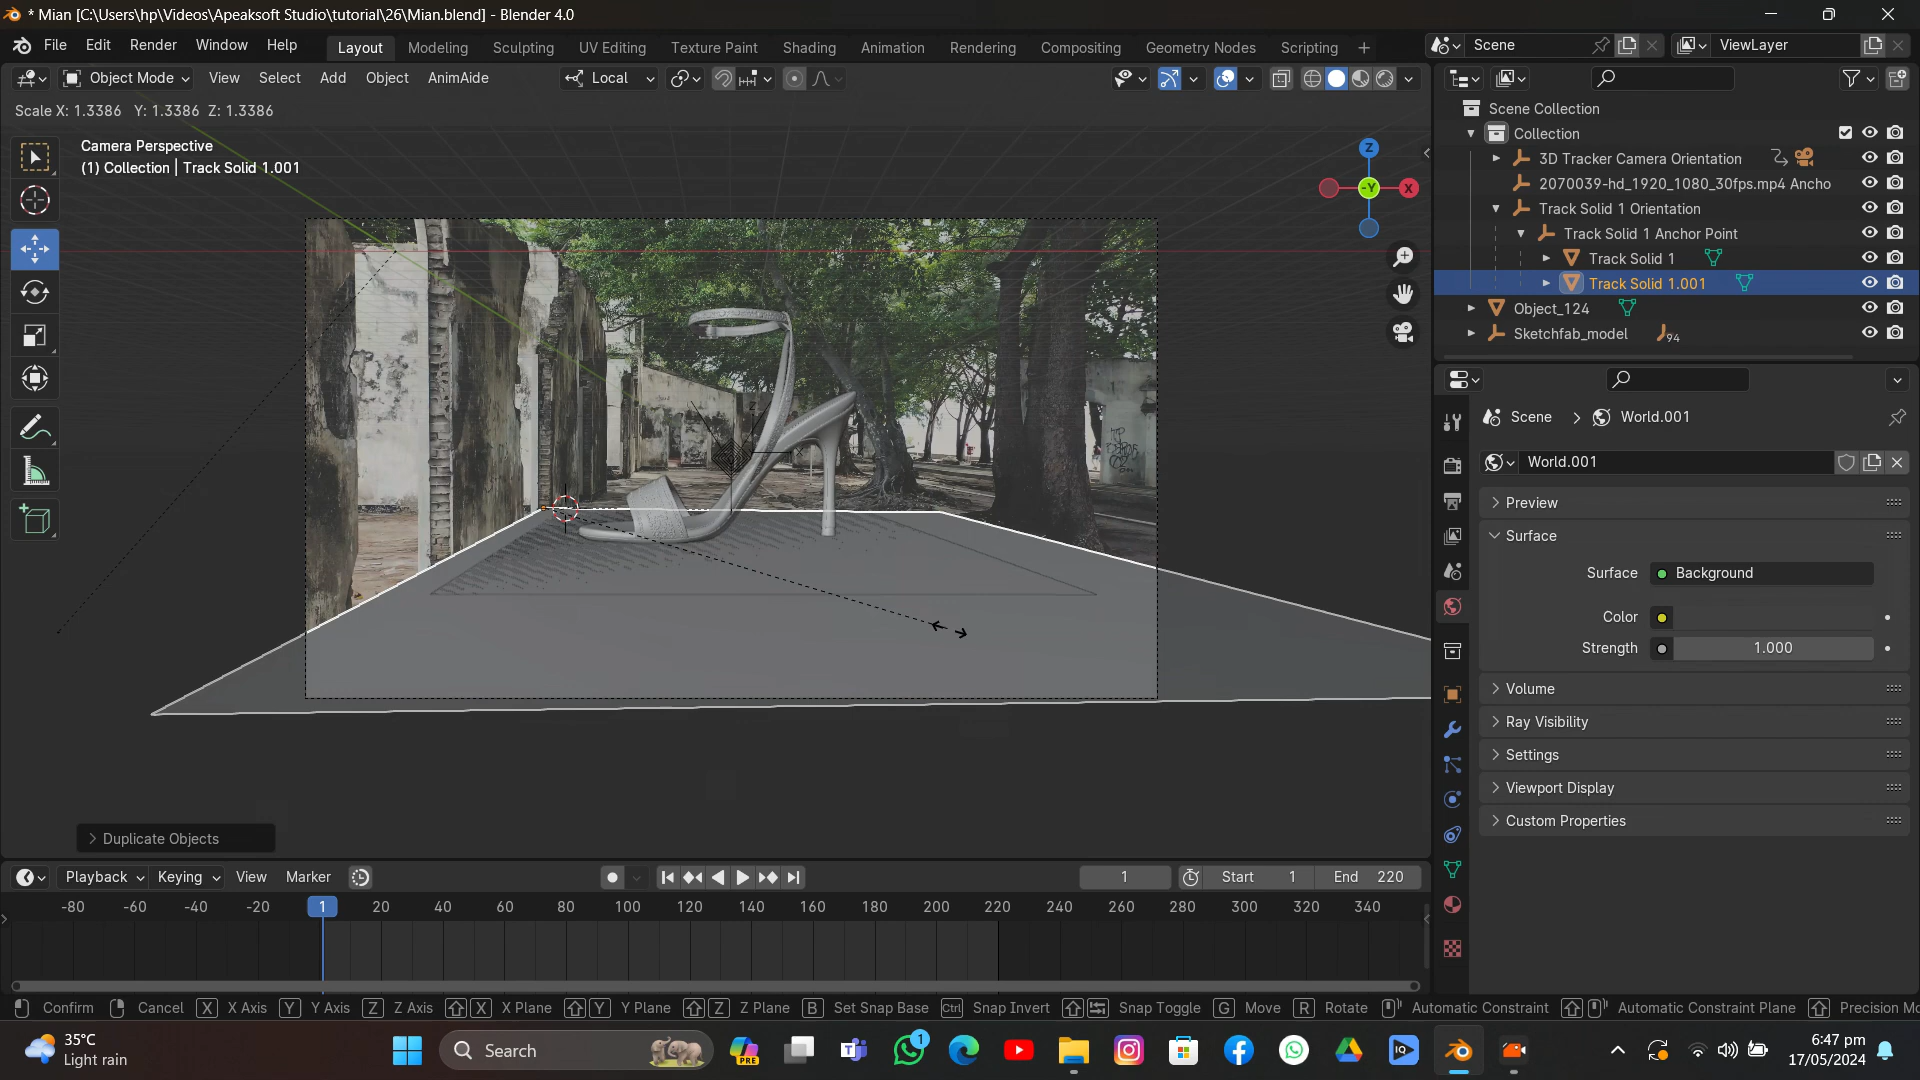 * Mian [C:\Users\hp\Videos\Apeaksoft Studio\tutorial\26\Mian.blend] - Blender 4.0
File Edit Render Window Help Layout Modeling Sculpting UV Editing Texture Paint Shading Animation Rendering Compositing Geometry Nodes Scripting + Scene ViewLayer
Object Mode View Select Add Object AnimAide Local
Scale X: 1.3386 Y: 1.3386 Z: 1.3386
Camera Perspective
(1) Collection | Track Solid 1.001
Z
-Y
X
Scene Collection
Collection
3D Tracker Camera Orientation
2070039-hd_1920_1080_30fps.mp4 Ancho
Track Solid 1 Orientation
Track Solid 1 Anchor Point
Track Solid 1
Track Solid 1.001
Object_124
Sketchfab_model 94
Scene > World.001
World.001
Preview
Surface
Surface Background
Color
Strength 1.000
Volume
Ray Visibility
Settings
Viewport Display
Custom Properties
Duplicate Objects
Playback Keying View Marker 1 Start 1 End 220
-80 -60 -40 -20 1 20 40 60 80 100 120 140 160 180 200 220 240 260 280 300 320 340
Confirm Cancel X X Axis Y Y Axis Z Z Axis X X Plane Y Y Plane Z Z Plane B Set Snap Base Ctrl Snap Invert Snap Toggle G Move R Rotate Automatic Constraint Automatic Constraint Plane Precision Mo
35°C
Light rain
Search
PRE
1
6:47 pm
17/05/2024